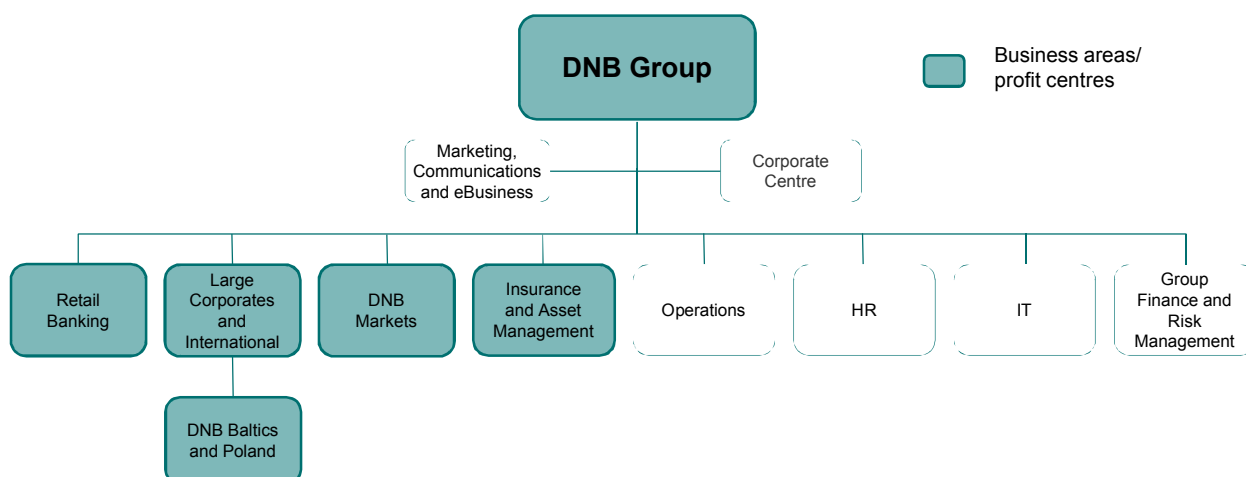 DNB Group
Business areas/
profit centres
Marketing,
Communications
and eBusiness
Corporate
Centre
Retail
Banking
Large
Corporates
and
International
DNB
Markets
Insurance
and Asset
Management
Operations
HR
IT
Group
Finance and
Risk
Management
DNB Baltics
and Poland